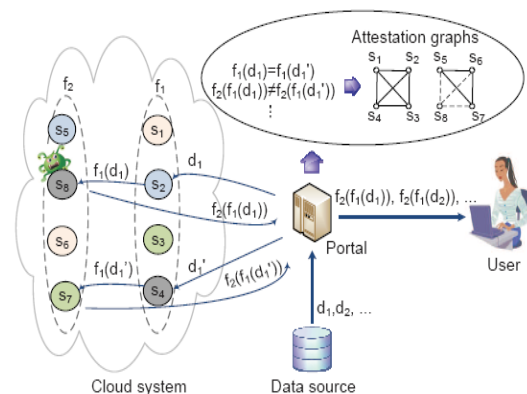 Attestation graphs
S1 S2 S5 S6
f1(d1)=f1(d1')
f2(f1(d1))≠f2(f1(d1'))
⋮
S4 S3 S8 S7
f2 f1
S5 S1
f1(d1) d1
S8 S2
f2(f1(d1))
f2(f1(d1)), f2(f1(d2)), ...
S6 S3
Portal
User
f1(d1') d1'
f2(f1(d1'))
S7 S4
d1,d2, ...
Cloud system Data source